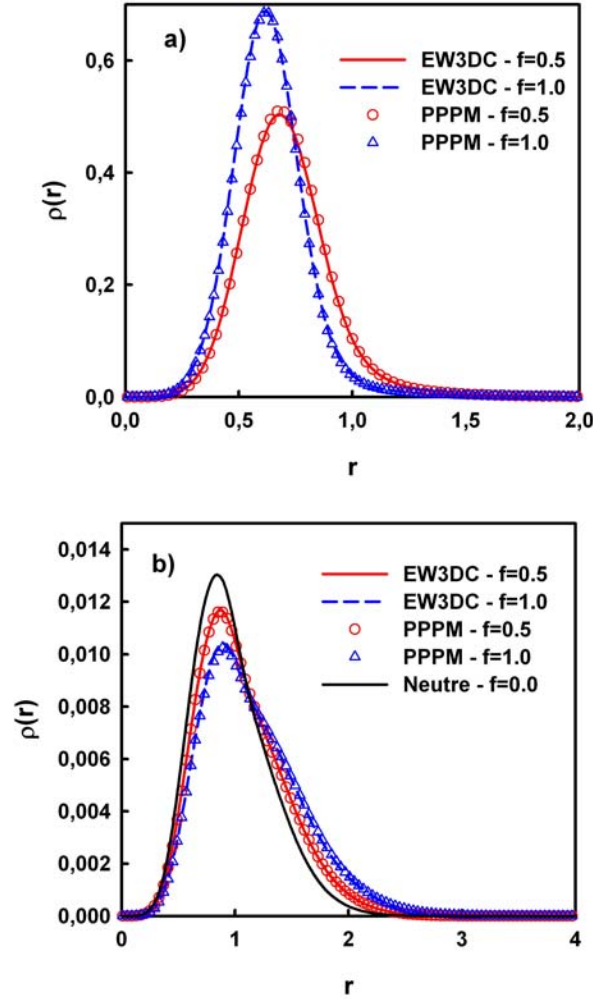 a)
EW3DC - f=0.5
EW3DC - f=1.0
PPPM - f=0.5
PPPM - f=1.0
0,6
0,4
0,2
0,0
ρ(r)
0,0 0,5 1,0 1,5 2,0
r
b)
EW3DC - f=0.5
EW3DC - f=1.0
PPPM - f=0.5
PPPM - f=1.0
Neutre - f=0.0
0,014
0,012
0,010
0,008
0,006
0,004
0,002
0,000
ρ(r)
0 1 2 3 4
r